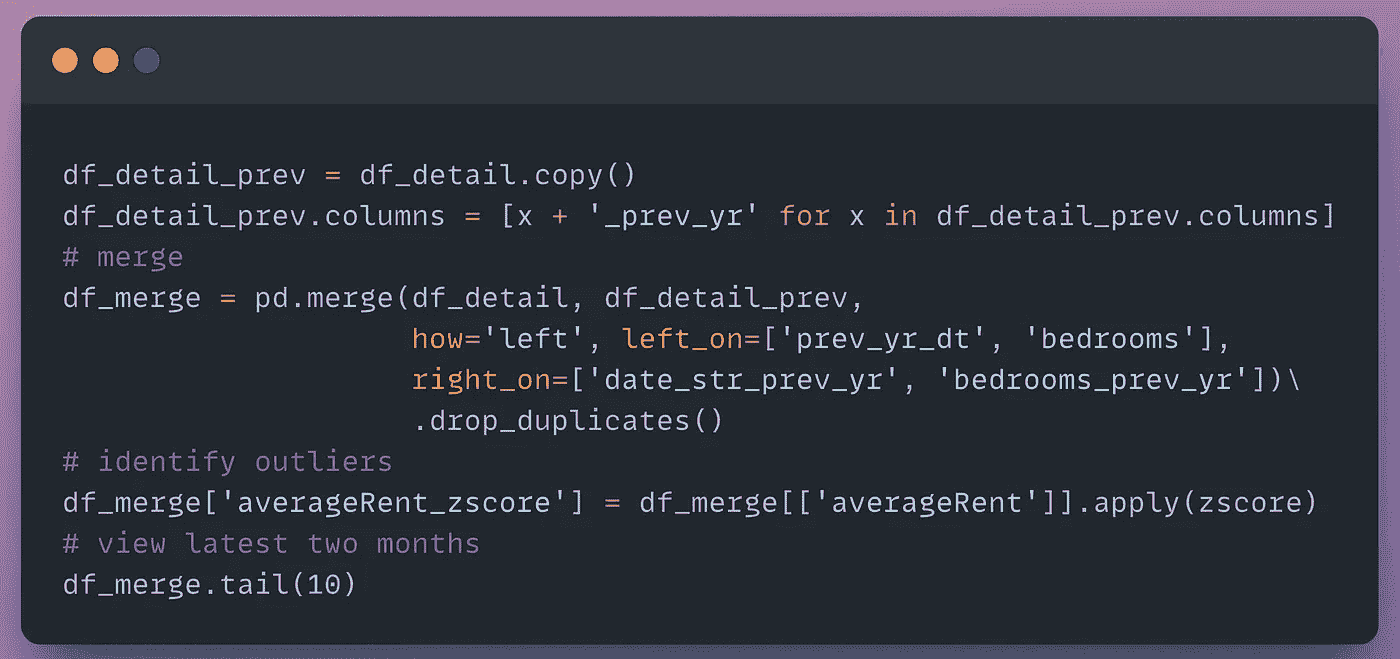 df_detail_prev = df_detail.copy()
df_detail_prev.columns = [x + '_prev_yr' for x in df_detail_prev.columns]
# merge
df_merge = pd.merge(df_detail, df_detail_prev,
                    how='left', left_on=['prev_yr_dt', 'bedrooms'],
                    right_on=['date_str_prev_yr', 'bedrooms_prev_yr'])\
                    .drop_duplicates()
# identify outliers
df_merge['averageRent_zscore'] = df_merge[['averageRent']].apply(zscore)
# view latest two months
df_merge.tail(10)